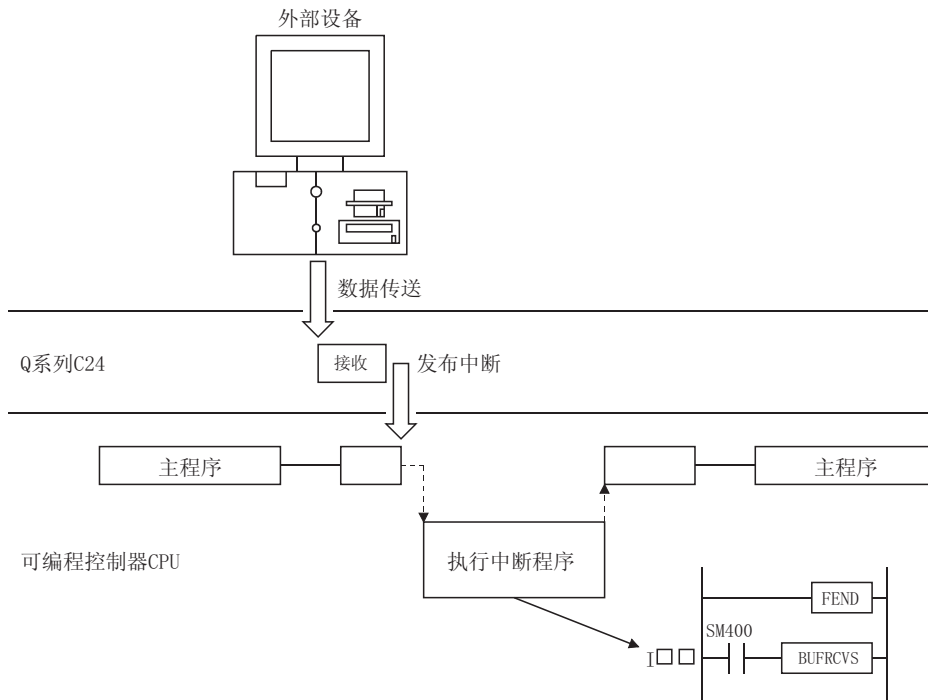 外部设备
数据传送
Q系列C24
接收
发布中断
主程序
主程序
可编程控制器CPU
执行中断程序
FEND
SM400
I□ □
BUFRCVS